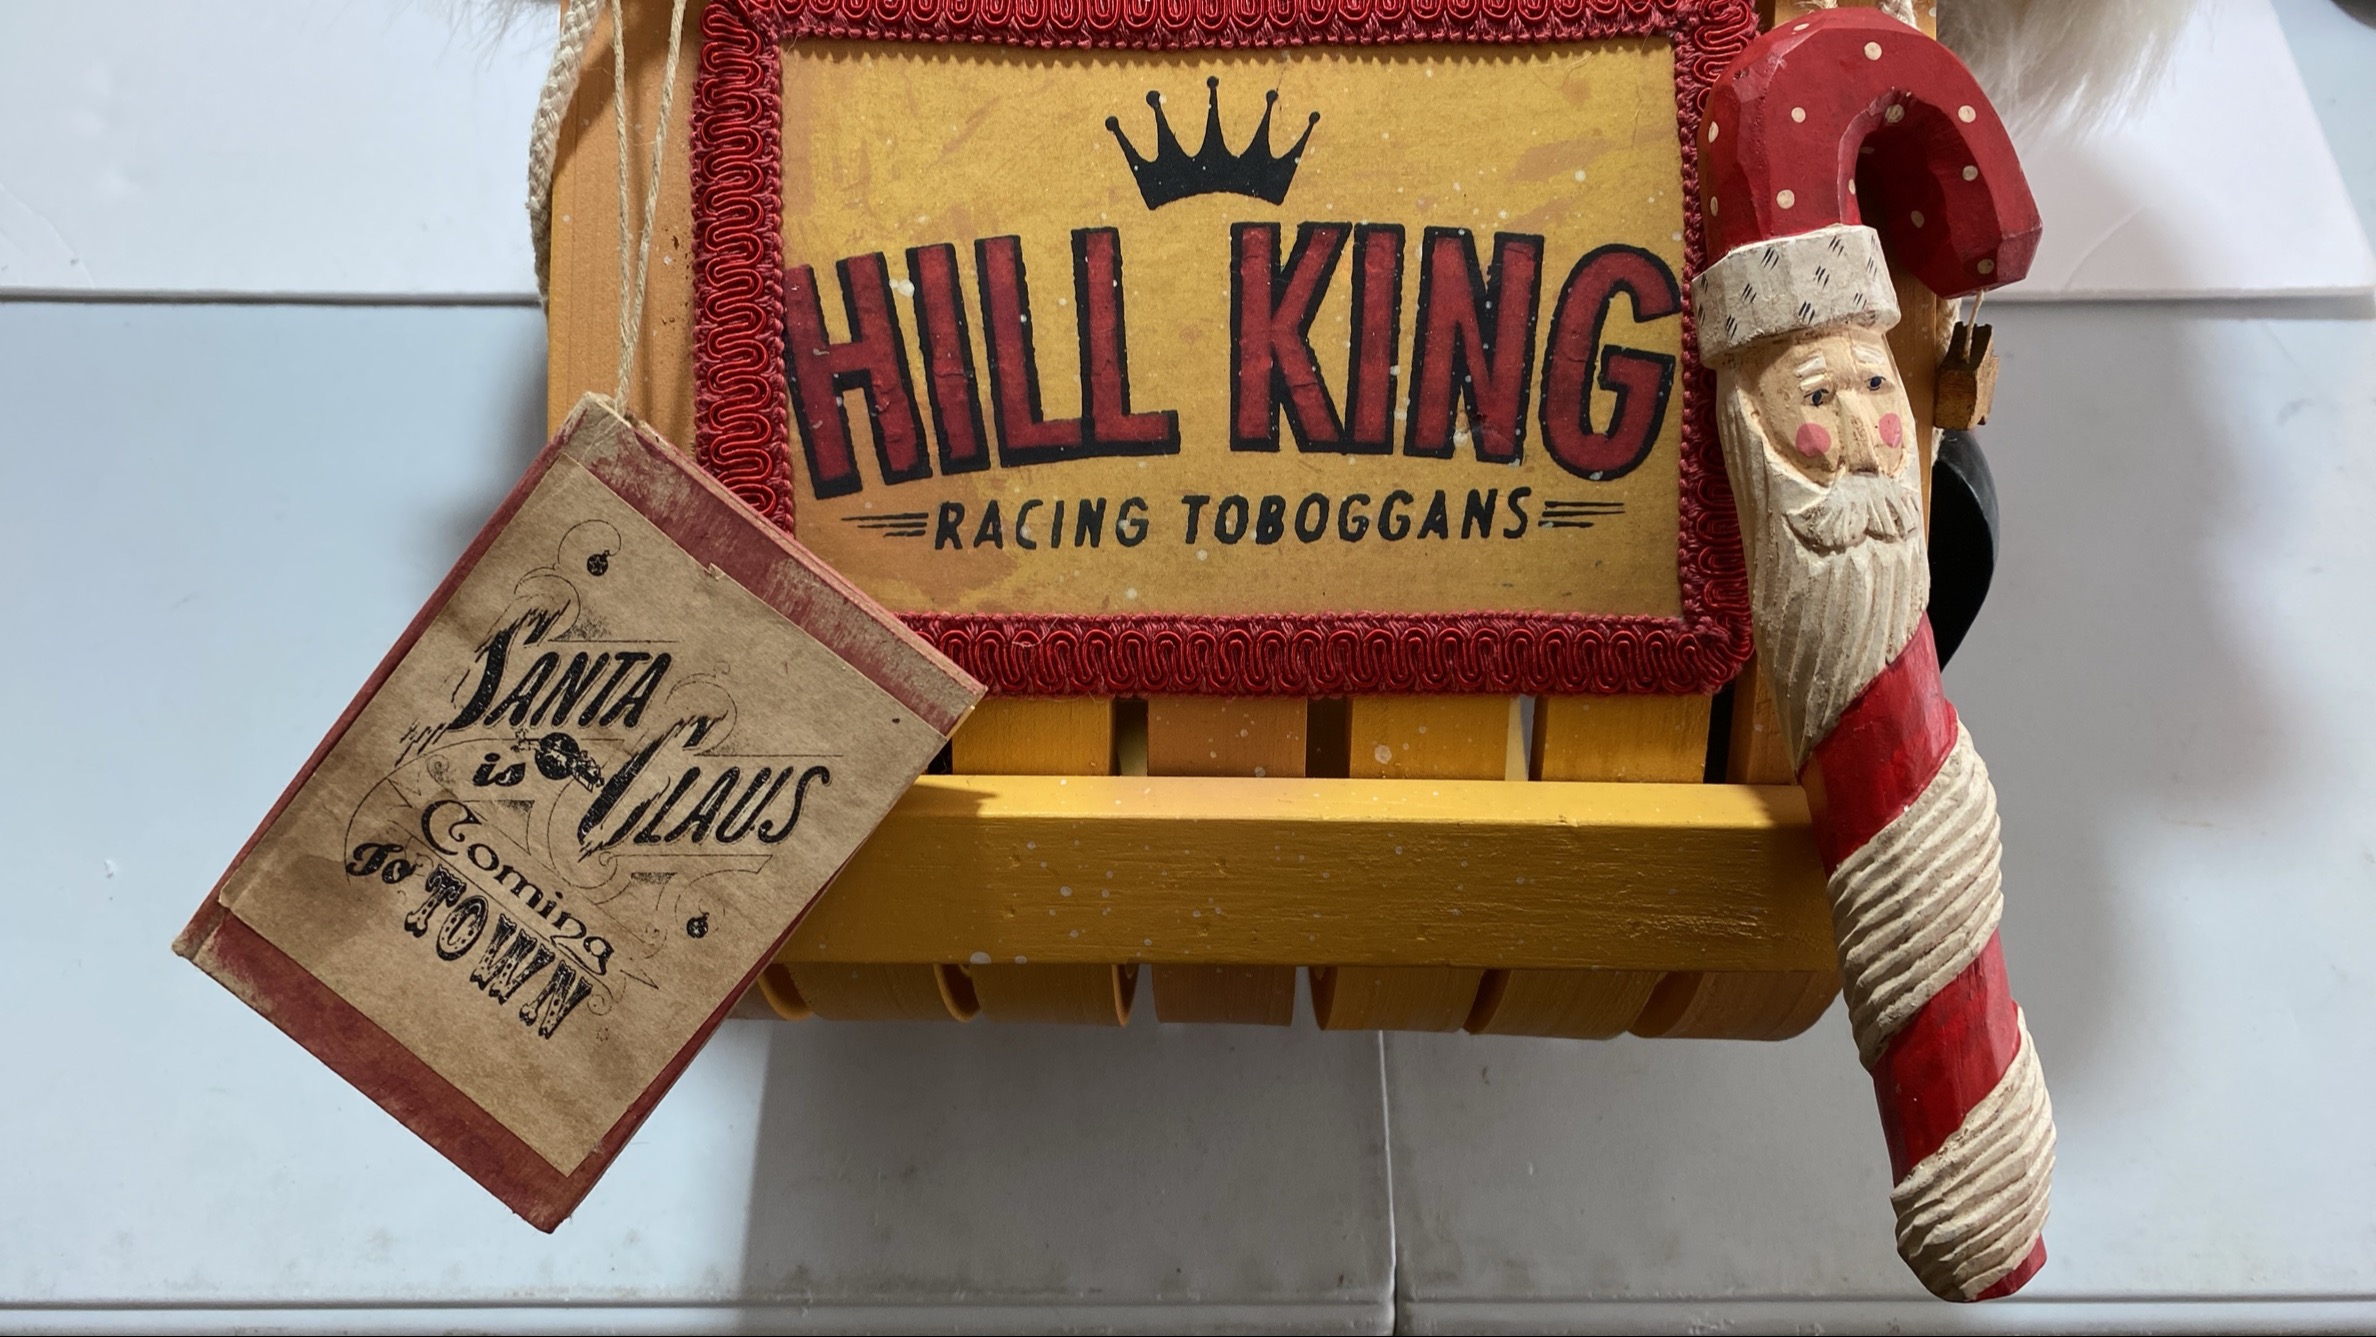 HILL KING
RACING TOBOGGANS
SANTA
is CLAUS
Coming
To TOWN